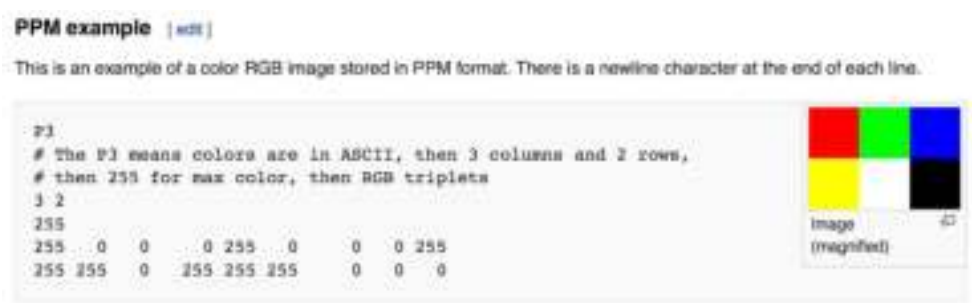 PPM example [edit]
This is an example of a color RGB image stored in PPM format. There is a newline character at the end of each line.
P3
# The P3 means colors are in ASCII, then 3 columns and 2 rows,
# then 255 for max color, then RGB triplets
3 2
255
255 0 0 0 255 0 0 0 255
255 255 0 255 255 255 0 0 0
Image
(magnified)